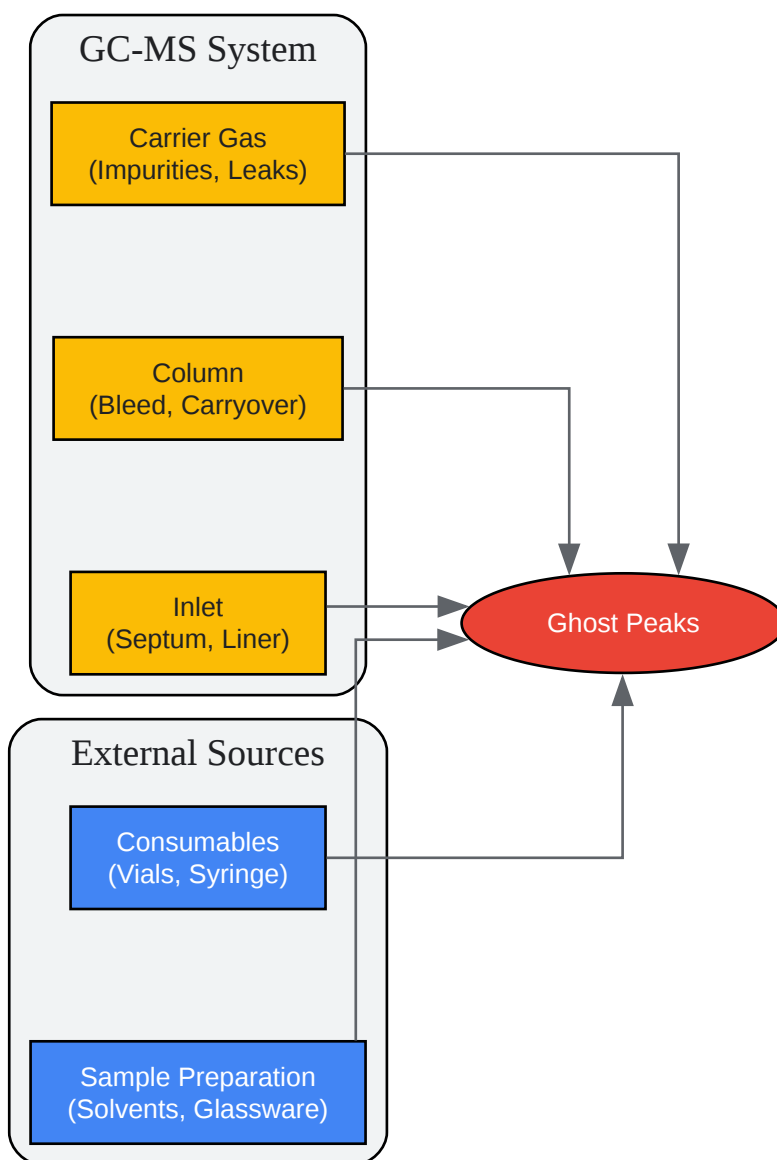 GC-MS System
Carrier Gas
(Impurities, Leaks)
Column
(Bleed, Carryover)
Inlet
(Septum, Liner)
Ghost Peaks
External Sources
Consumables
(Vials, Syringe)
Sample Preparation
(Solvents, Glassware)